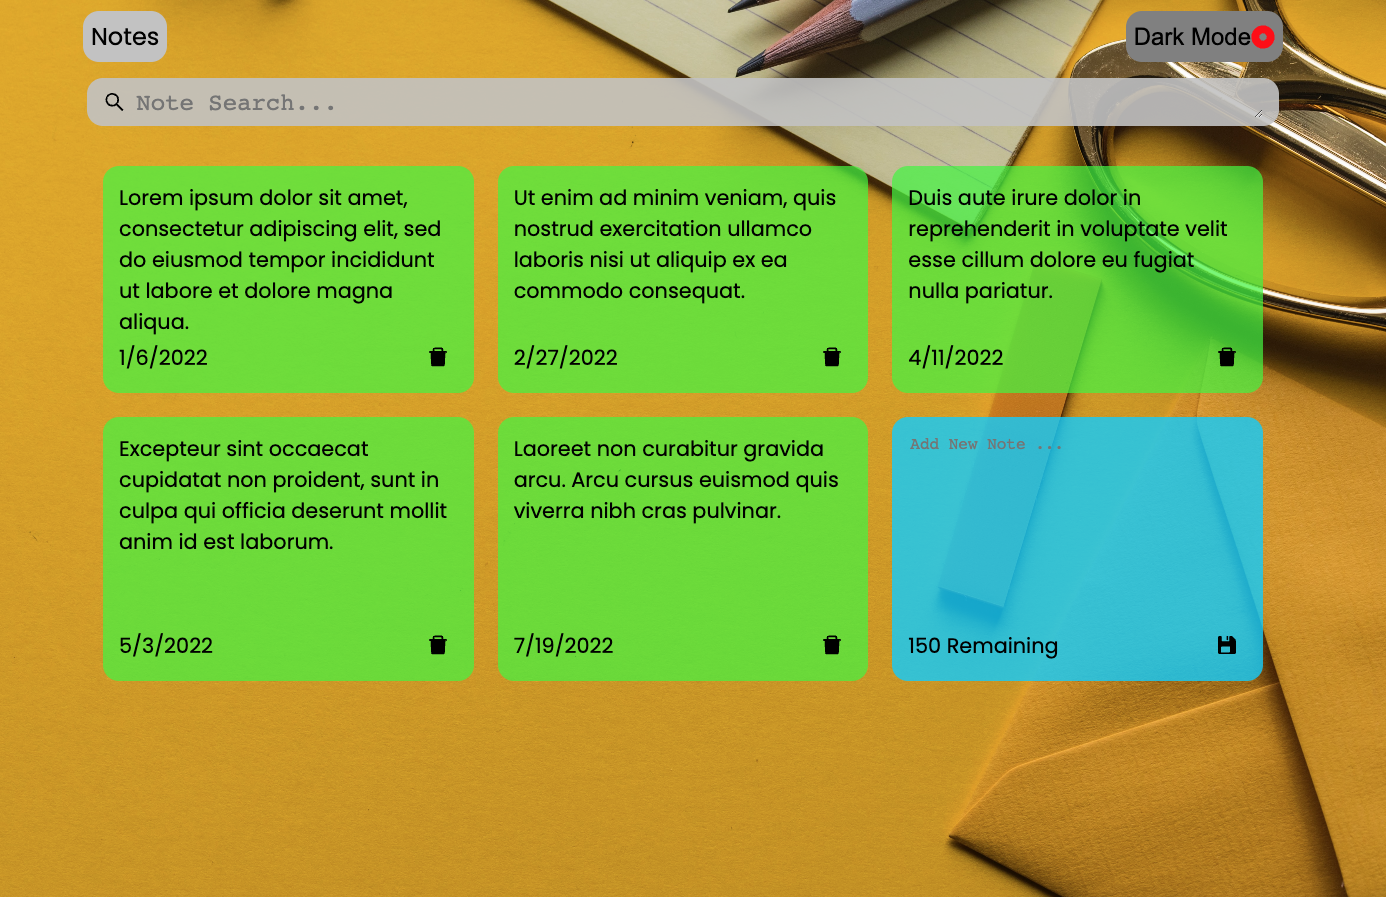 Notes
Dark Mode
Note Search...
Lorem ipsum dolor sit amet,
consectetur adipiscing elit, sed
do eiusmod tempor incididunt
ut labore et dolore magna
aliqua.
1/6/2022
Ut enim ad minim veniam, quis
nostrud exercitation ullamco
laboris nisi ut aliquip ex ea
commodo consequat.
2/27/2022
Duis aute irure dolor in
reprehenderit in voluptate velit
esse cillum dolore eu fugiat
nulla pariatur.
4/11/2022
Excepteur sint occaecat
cupidatat non proident, sunt in
culpa qui officia deserunt mollit
anim id est laborum.
5/3/2022
Laoreet non curabitur gravida
arcu. Arcu cursus euismod quis
viverra nibh cras pulvinar.
7/19/2022
Add New Note ...
150 Remaining